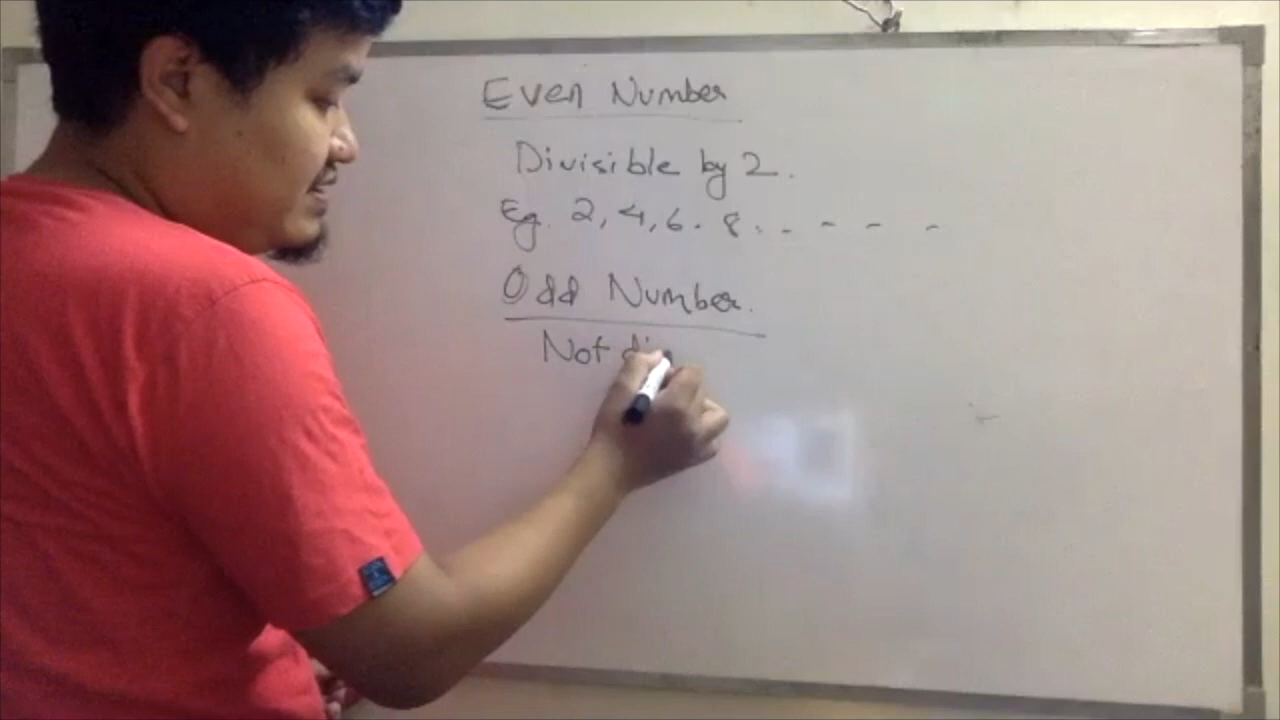 Even Number
Divisible by 2.
Eg. 2, 4, 6. 8. . - - - -
Odd Number.
Not di